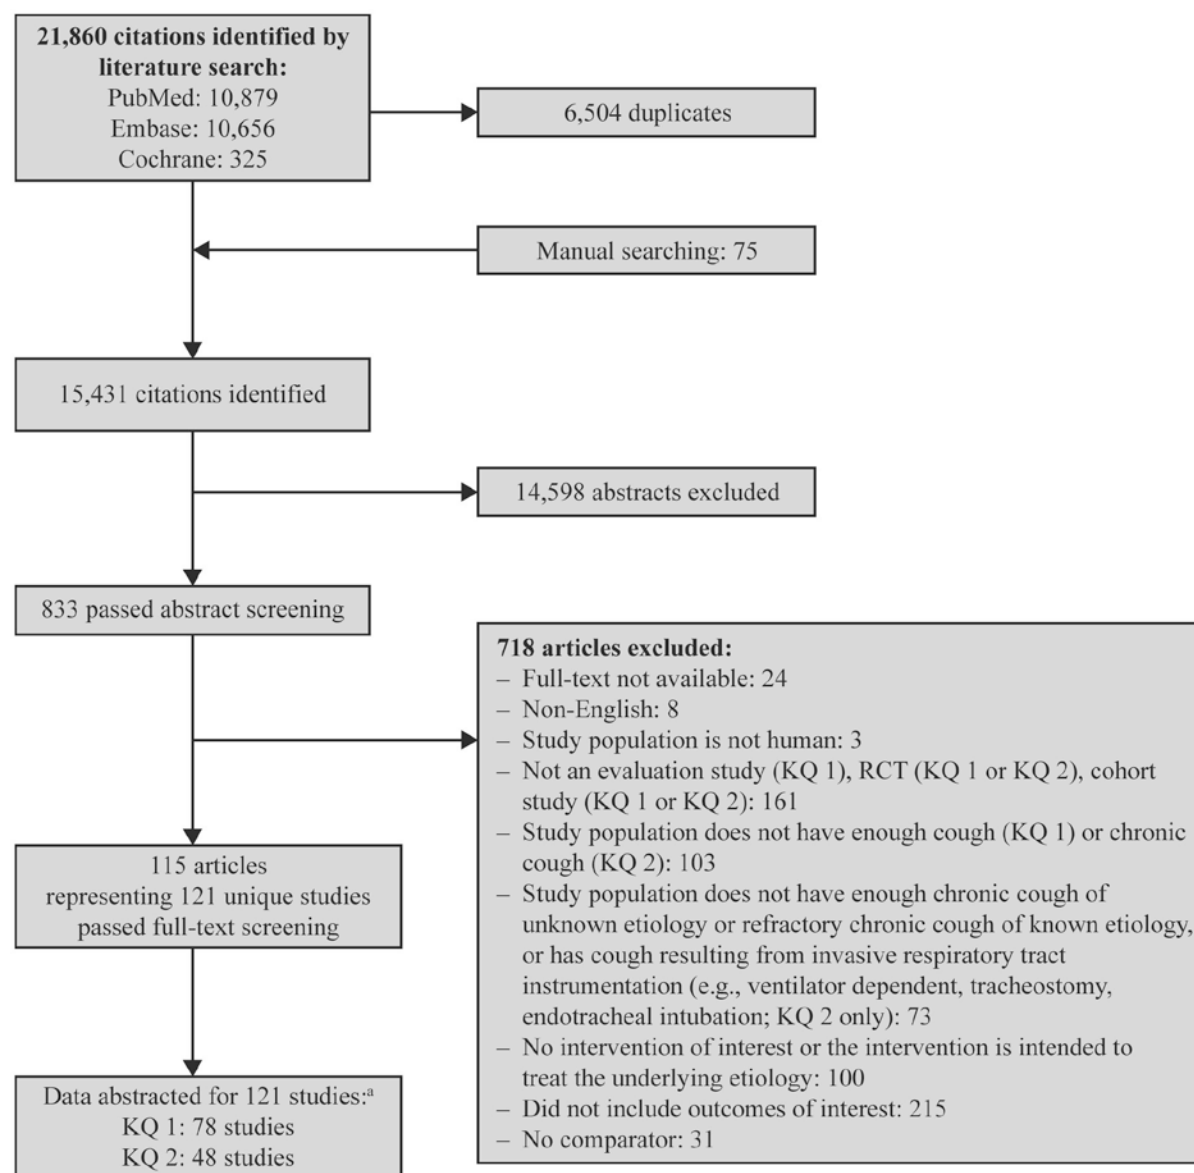 21,860 citations identified by
literature search:
PubMed: 10,879
Embase: 10,656
Cochrane: 325
6,504 duplicates
Manual searching: 75
15,431 citations identified
14,598 abstracts excluded
833 passed abstract screening
718 articles excluded:
– Full-text not available: 24
– Non-English: 8
– Study population is not human: 3
– Not an evaluation study (KQ 1), RCT (KQ 1 or KQ 2), cohort
study (KQ 1 or KQ 2): 161
– Study population does not have enough cough (KQ 1) or chronic
cough (KQ 2): 103
– Study population does not have enough chronic cough of
unknown etiology or refractory chronic cough of known etiology,
or has cough resulting from invasive respiratory tract
instrumentation (e.g., ventilator dependent, tracheostomy,
endotracheal intubation; KQ 2 only): 73
– No intervention of interest or the intervention is intended to
treat the underlying etiology: 100
– Did not include outcomes of interest: 215
– No comparator: 31
115 articles
representing 121 unique studies
passed full-text screening
Data abstracted for 121 studies:ᵃ
KQ 1: 78 studies
KQ 2: 48 studies